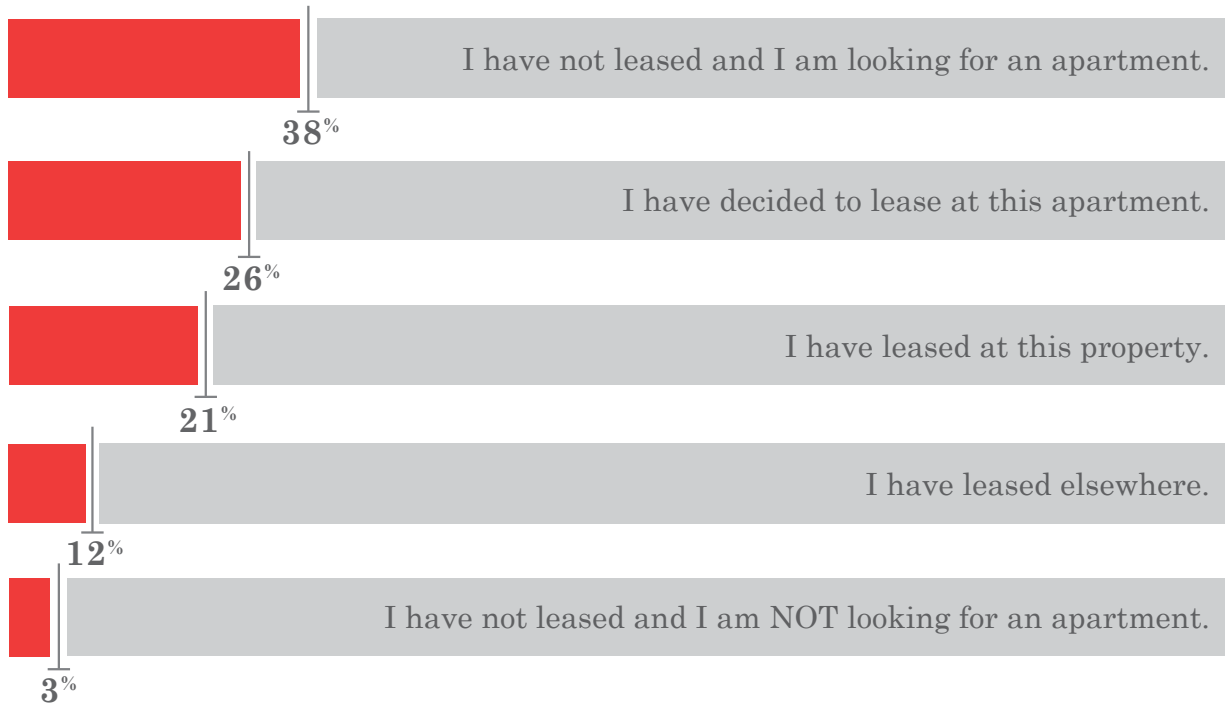 I have not leased and I am looking for an apartment.
38%
I have decided to lease at this apartment.
26%
I have leased at this property.
21%
I have leased elsewhere.
12%
I have not leased and I am NOT looking for an apartment.
3%